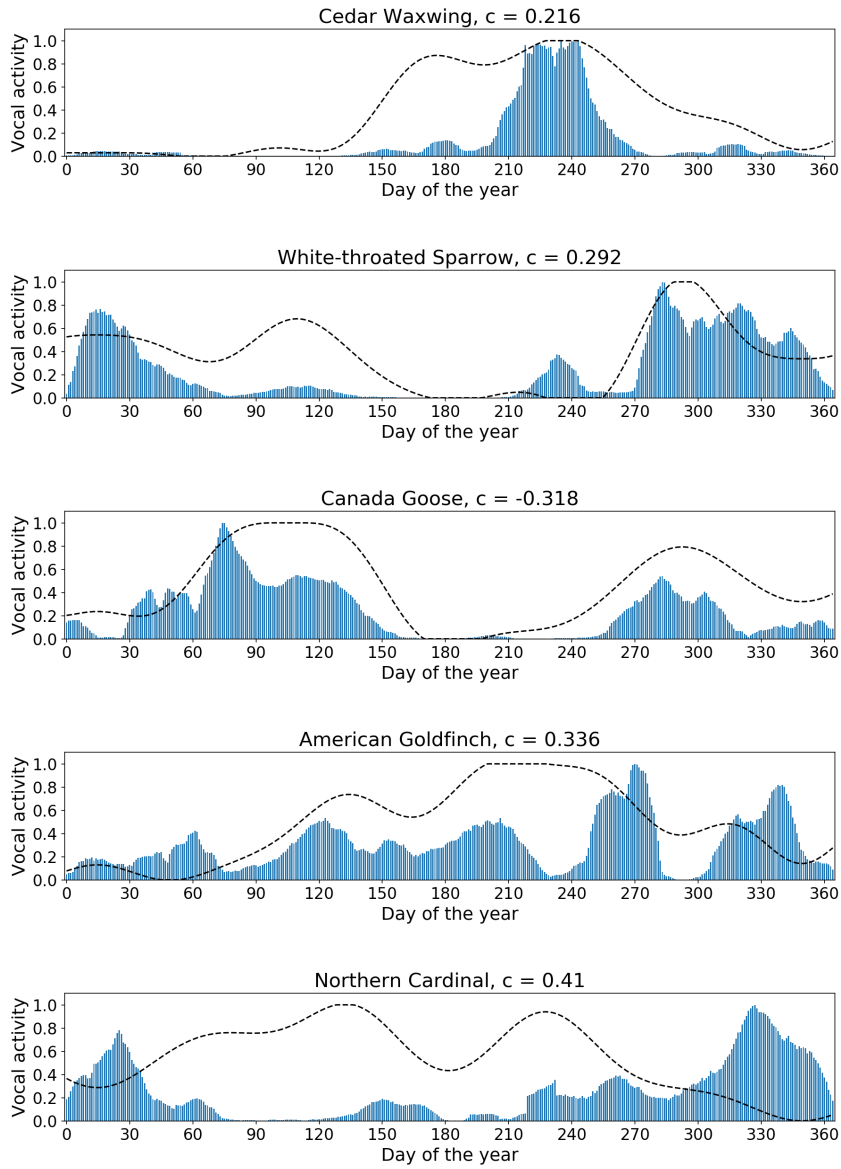 Cedar Waxwing, c = 0.216
Vocal activity
1.0
0.8
0.6
0.4
0.2
0.0
0 30 60 90 120 150 180 210 240 270 300 330 360
Day of the year
White-throated Sparrow, c = 0.292
Vocal activity
1.0
0.8
0.6
0.4
0.2
0.0
0 30 60 90 120 150 180 210 240 270 300 330 360
Day of the year
Canada Goose, c = -0.318
Vocal activity
1.0
0.8
0.6
0.4
0.2
0.0
0 30 60 90 120 150 180 210 240 270 300 330 360
Day of the year
American Goldfinch, c = 0.336
Vocal activity
1.0
0.8
0.6
0.4
0.2
0.0
0 30 60 90 120 150 180 210 240 270 300 330 360
Day of the year
Northern Cardinal, c = 0.41
Vocal activity
1.0
0.8
0.6
0.4
0.2
0.0
0 30 60 90 120 150 180 210 240 270 300 330 360
Day of the year